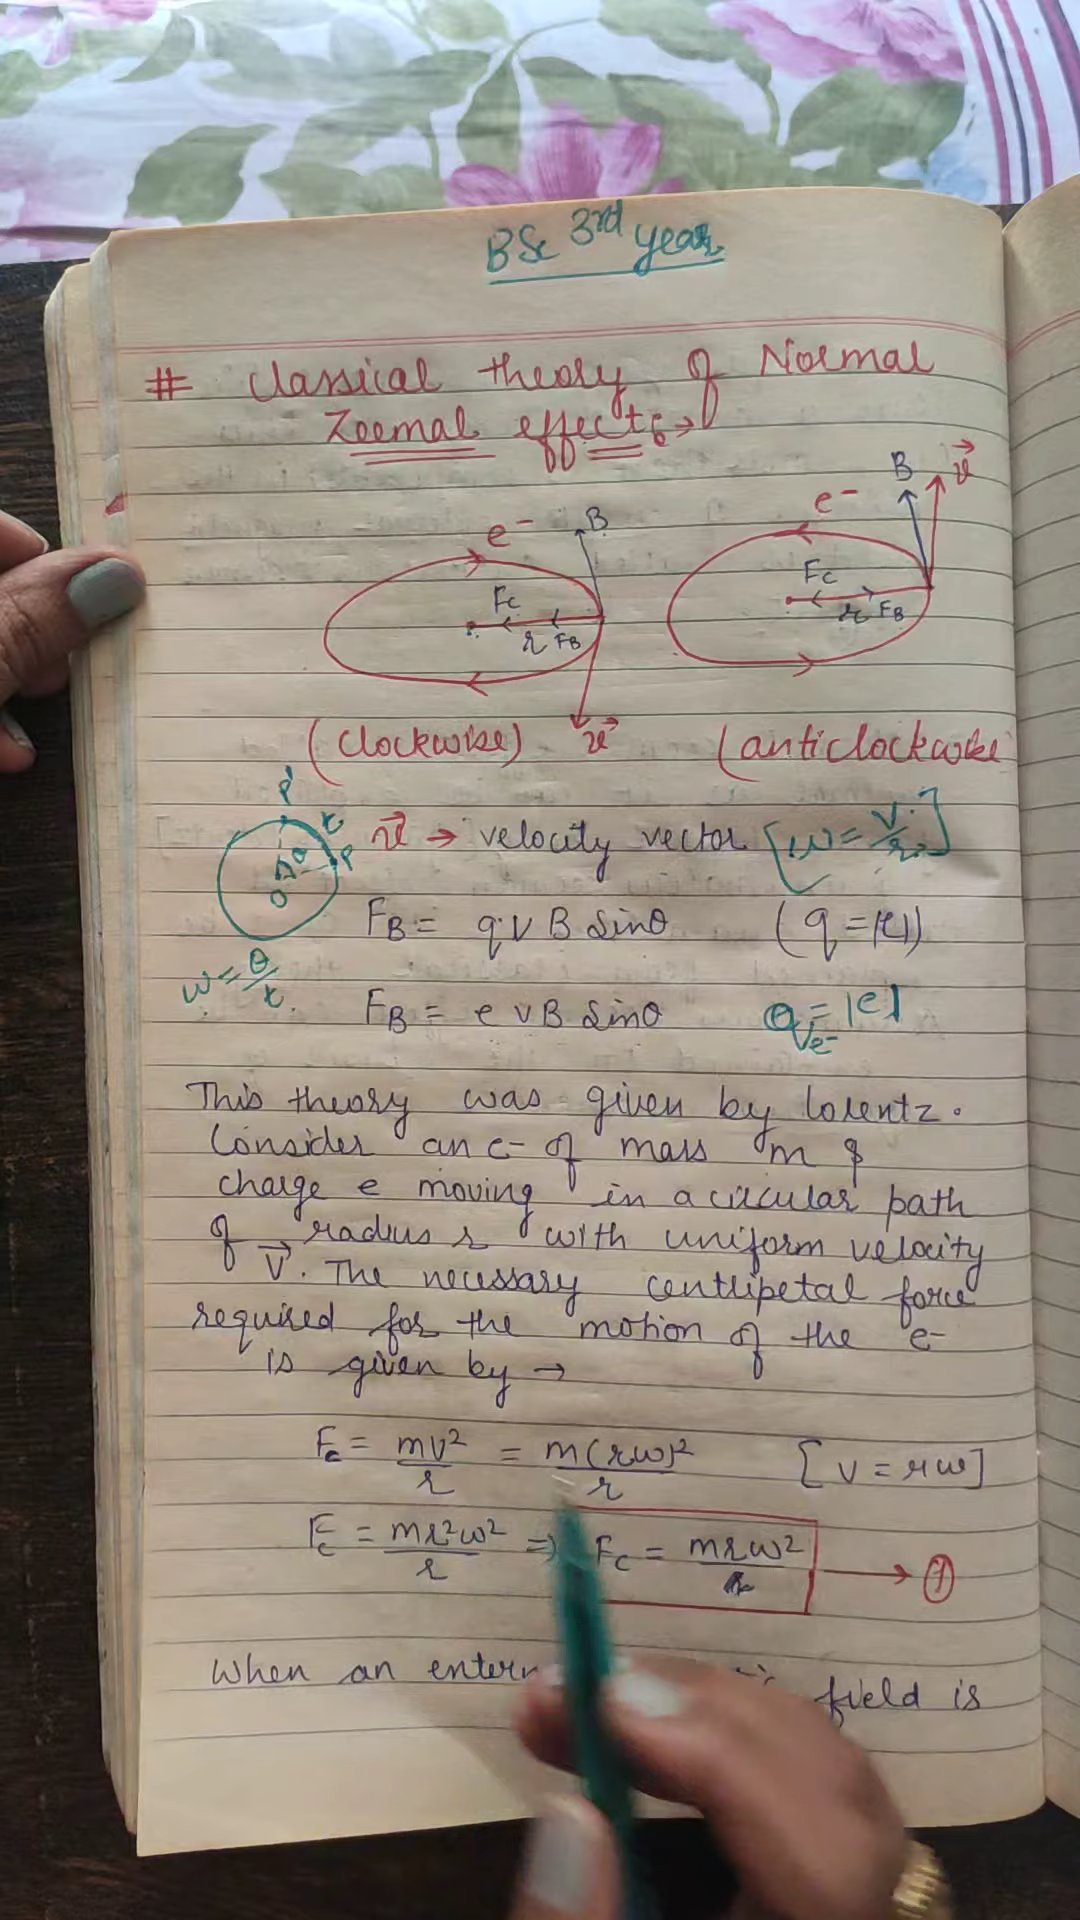 BSc 3rd year
# Classical theory of Normal
Zeemal effect :→
e⁻ B
Fc
r FB
(clockwise) v⃗
e⁻ B v⃗
Fc
r FB
(anticlockwise
P' t
θ P
O
ω = θ/t
v⃗ → velocity vector [ω = v/r]
FB = qvB Sinθ (q = |e|)
FB = evB Sinθ Qe⁻ = |e|
This theory was given by Lorentz.
Consider an e⁻ of mass m &
charge e moving in a circular path
of radius r with uniform velocity
of V⃗. The necessary centripetal force
required for the motion of the e⁻
is given by →
Fc = mv²/r = m(rω)²/r [v = rω]
Fc = mr²ω²/r ⇒ Fc = mrω² → ①
When an field is